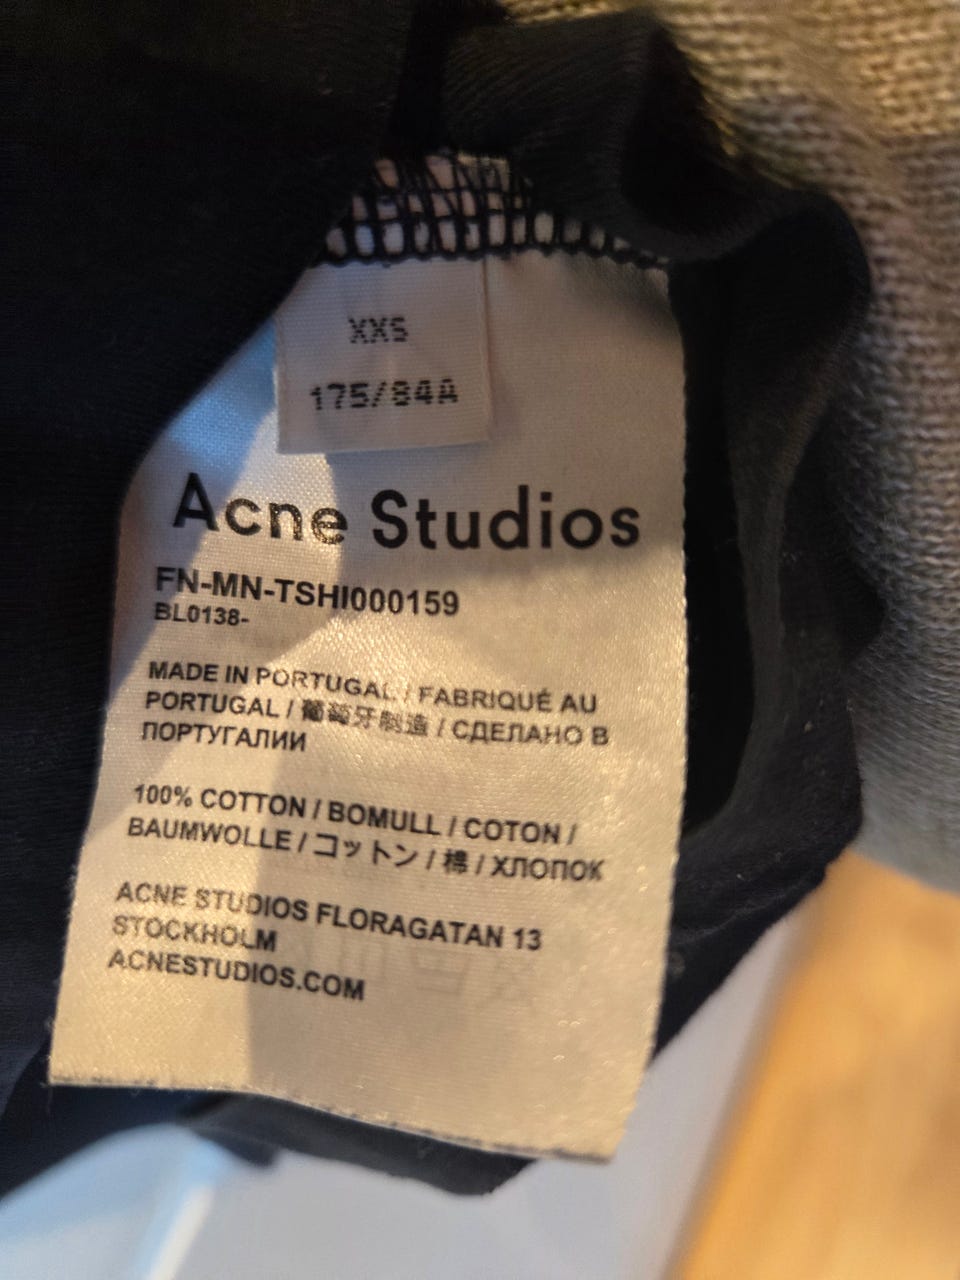 XXS
175/84A
Acne Studios
FN-MN-TSHI000159
BL0138-
MADE IN PORTUGAL / FABRIQUÉ AU
PORTUGAL / 葡萄牙制造 / СДЕЛАНО В
ПОРТУГАЛИИ
100% COTTON / BOMULL / COTON /
BAUMWOLLE / コットン / 棉 / ХЛОПОК
ACNE STUDIOS FLORAGATAN 13
STOCKHOLM
ACNESTUDIOS.COM